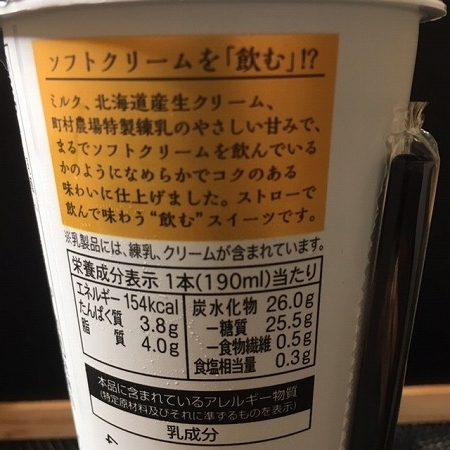 ソフトクリームを「飲む」!?
ミルク、北海道産生クリーム、
町村農場特製練乳のやさしい甘みで、
まるでソフトクリームを飲んでいる
かのようになめらかでコクのある
味わいに仕上げました。ストローで
飲んで味わう“飲む”スイーツです。
※乳製品には、練乳、クリームが含まれています。
栄養成分表示 1本(190ml)当たり
エネルギー 154kcal
たんぱく質 3.8g
脂質 4.0g
炭水化物 26.0g
―糖質 25.5g
―食物繊維 0.5g
食塩相当量 0.3g
本品に含まれているアレルギー物質
(特定原材料及びそれに準ずるものを表示)
乳成分